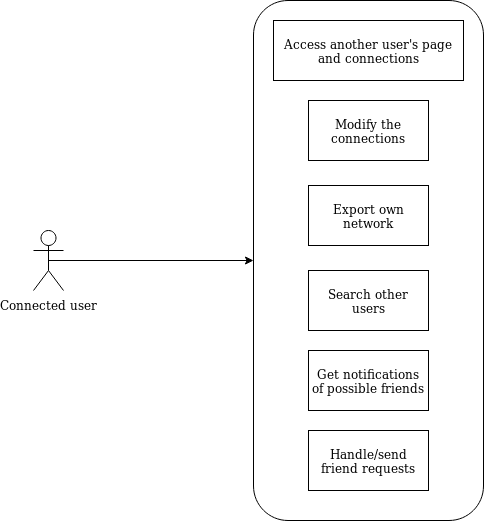 Access another user's page
and connections
Modify the
connections
Export own
network
Search other
users
Connected user
Get notifications
of possible friends
Handle/send
friend requests